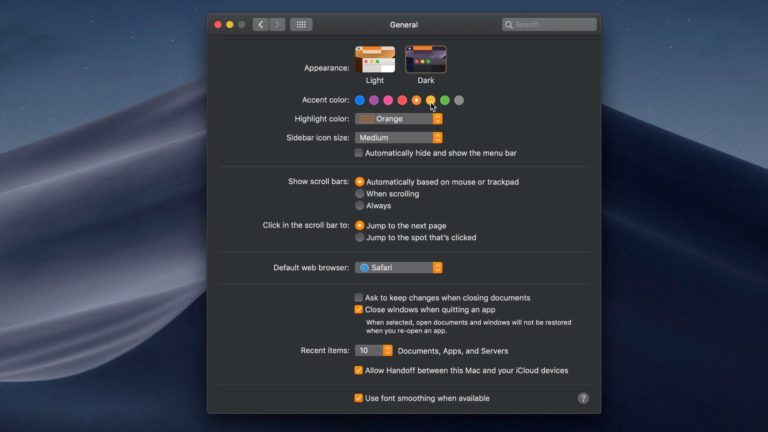 General
Search
Appearance:
Light
Dark
Accent color:
Highlight color: Orange
Sidebar icon size: Medium
Automatically hide and show the menu bar
Show scroll bars: Automatically based on mouse or trackpad
When scrolling
Always
Click in the scroll bar to: Jump to the next page
Jump to the spot that's clicked
Default web browser: Safari
Ask to keep changes when closing documents
Close windows when quitting an app
When selected, open documents and windows will not be restored
when you re-open an app.
Recent items: 10 Documents, Apps, and Servers
Allow Handoff between this Mac and your iCloud devices
Use font smoothing when available
?